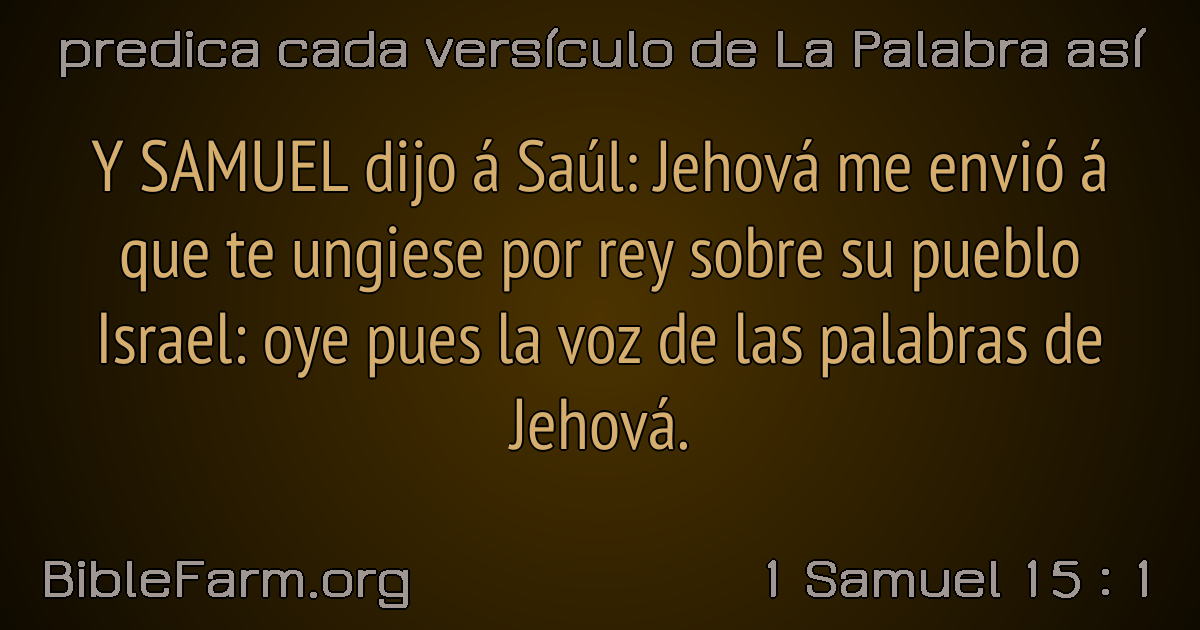 predica cada versículo de La Palabra así
Y SAMUEL dijo á Saúl: Jehová me envió á
que te ungiese por rey sobre su pueblo
Israel: oye pues la voz de las palabras de
Jehová.
BibleFarm.org
1 Samuel 15 : 1